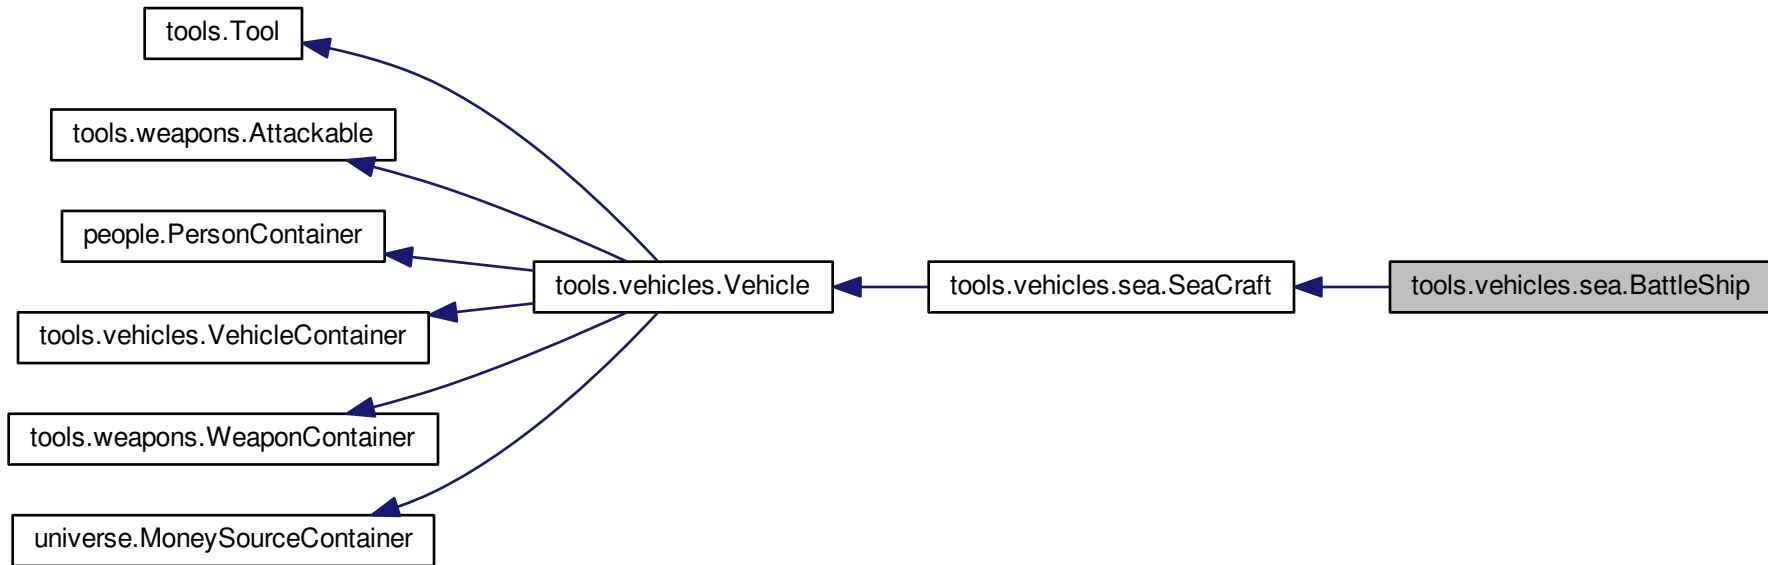 tools.Tool
tools.weapons.Attackable
people.PersonContainer
tools.vehicles.VehicleContainer
tools.weapons.WeaponContainer
universe.MoneySourceContainer
tools.vehicles.Vehicle
tools.vehicles.sea.SeaCraft
tools.vehicles.sea.BattleShip